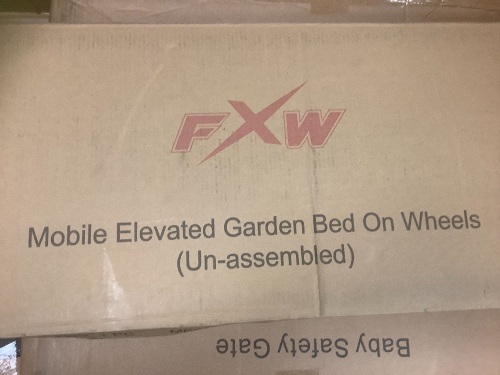 FXW
Mobile Elevated Garden Bed On Wheels
(Un-assembled)
Baby Safety Gate